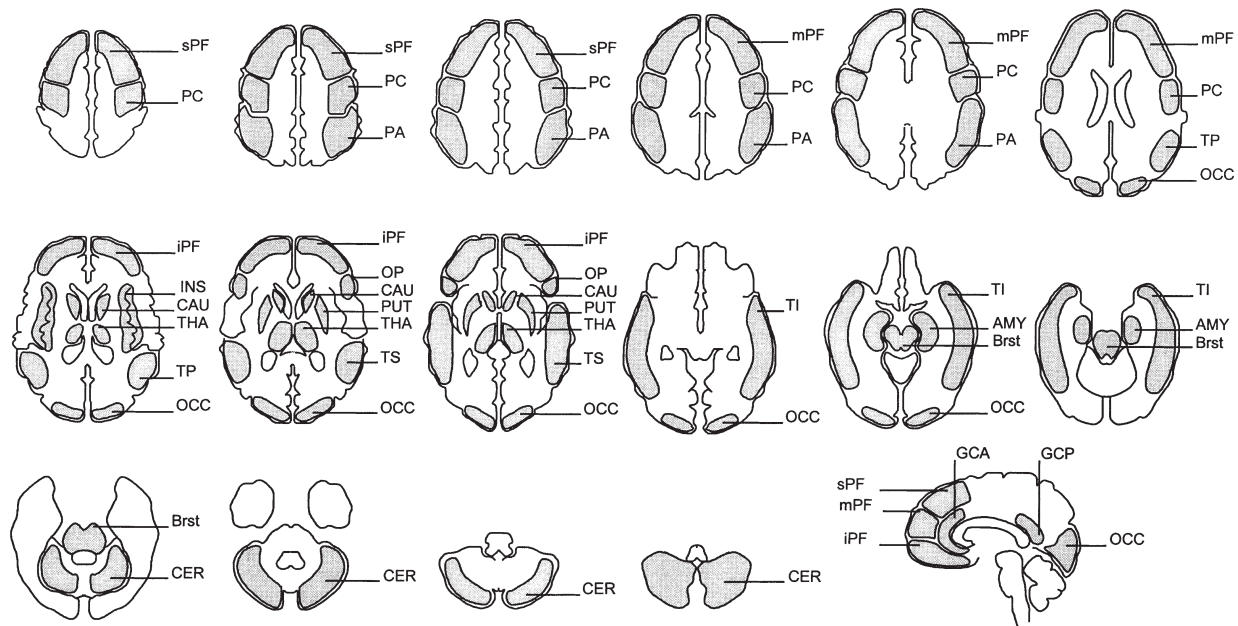 sPF
PC
sPF
PC
PA
sPF
PC
PA
mPF
PC
PA
mPF
PC
PA
mPF
PC
TP
OCC
iPF
INS
CAU
THA
TP
OCC
iPF
OP
CAU
PUT
THA
TS
OCC
iPF
OP
CAU
PUT
THA
TS
OCC
TI
OCC
TI
AMY
Brst
OCC
TI
AMY
Brst
Brst
CER
CER
CER
CER
GCA
GCP
sPF
mPF
iPF
OCC